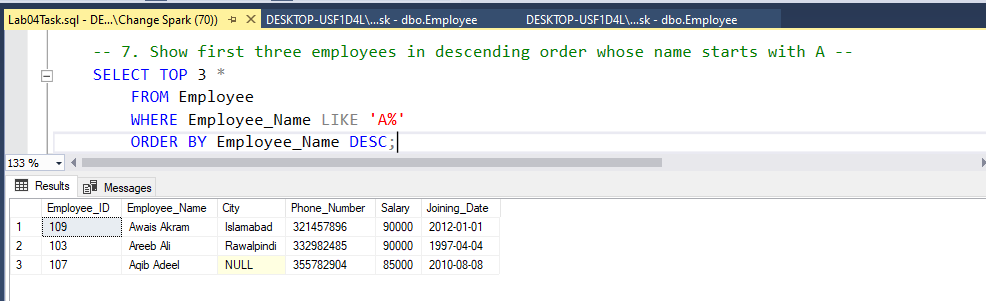 Lab04Task.sql - DE...\Change Spark (70)) DESKTOP-USF1D4L\...sk - dbo.Employee DESKTOP-USF1D4L\...sk - dbo.Employee
-- 7. Show first three employees in descending order whose name starts with A --
SELECT TOP 3 *
FROM Employee
WHERE Employee_Name LIKE 'A%'
ORDER BY Employee_Name DESC;
133 %
Results Messages
Employee_ID Employee_Name City Phone_Number Salary Joining_Date
1 109 Awais Akram Islamabad 321457896 90000 2012-01-01
2 103 Areeb Ali Rawalpindi 332982485 90000 1997-04-04
3 107 Aqib Adeel NULL 355782904 85000 2010-08-08